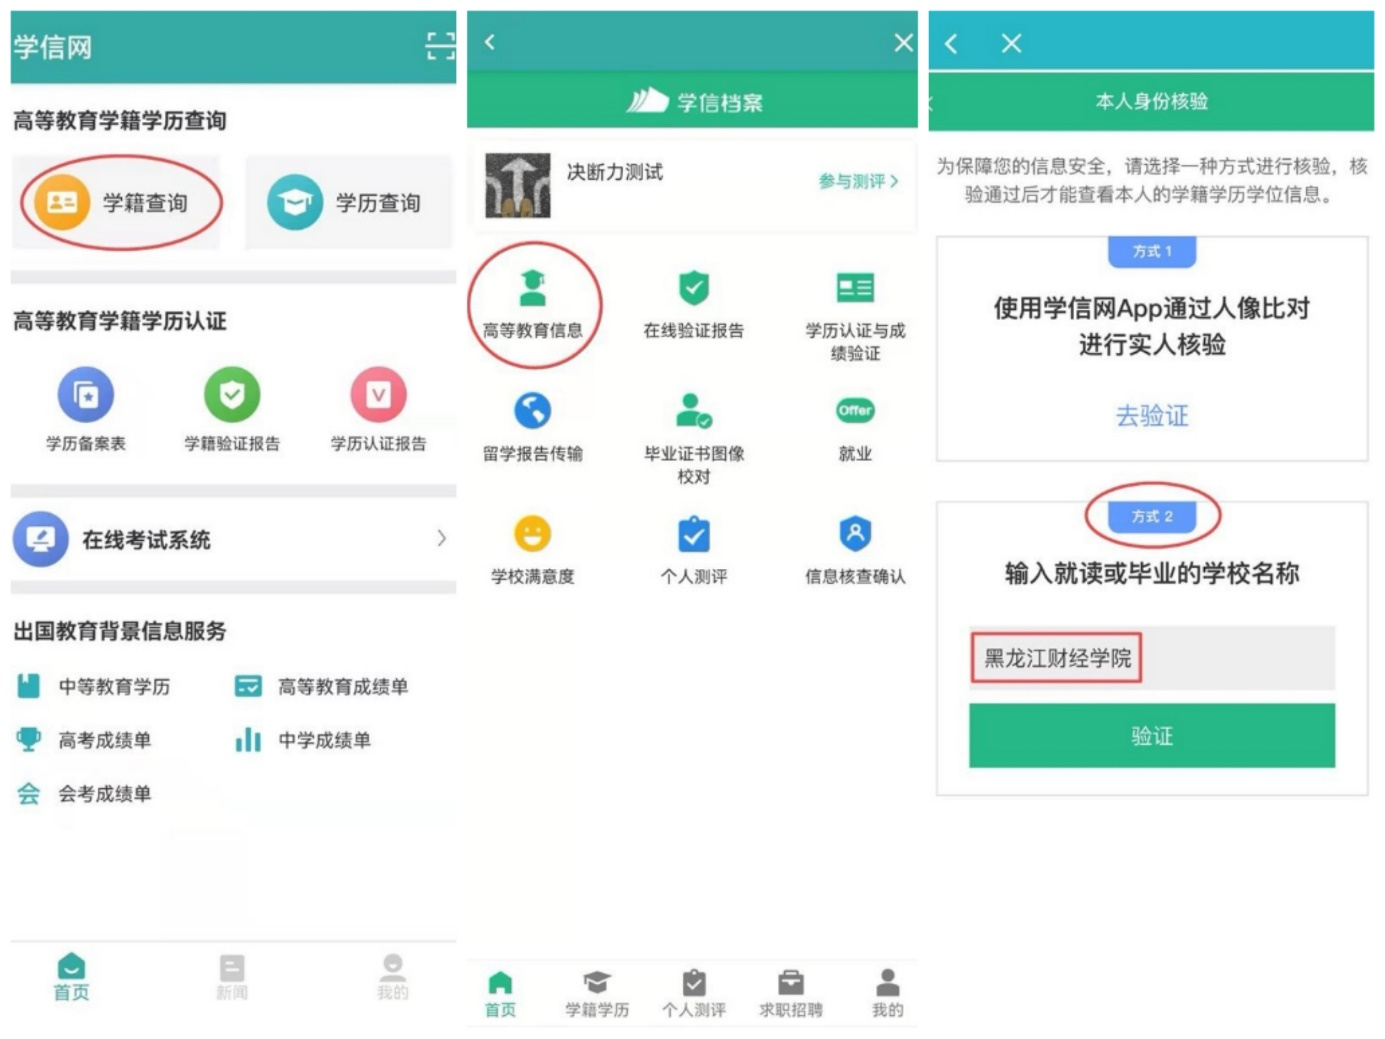 学信网
高等教育学籍学历查询
学籍查询
学历查询
高等教育学籍学历认证
学历备案表
学籍验证报告
学历认证报告
在线考试系统
出国教育背景信息服务
中等教育学历
高等教育成绩单
高考成绩单
中学成绩单
会考成绩单
首页
新闻
我的
学信档案
决断力测试
参与测评
高等教育信息
在线验证报告
学历认证与成
绩验证
留学报告传输
毕业证书图像
校对
Offer
就业
学校满意度
个人测评
信息核查确认
首页
学籍学历
个人测评
求职招聘
我的
本人身份核验
为保障您的信息安全，请选择一种方式进行核验，核
验通过后才能查看本人的学籍学历学位信息。
方式 1
使用学信网App通过人像比对
进行实人核验
去验证
方式 2
输入就读或毕业的学校名称
黑龙江财经学院
验证